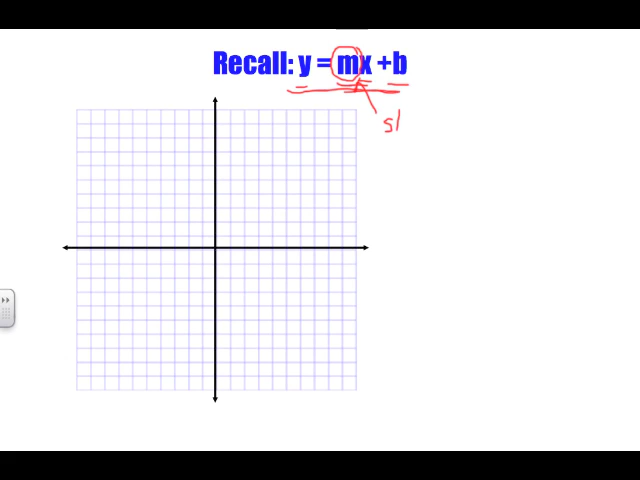 Recall: y = mx + b
sl